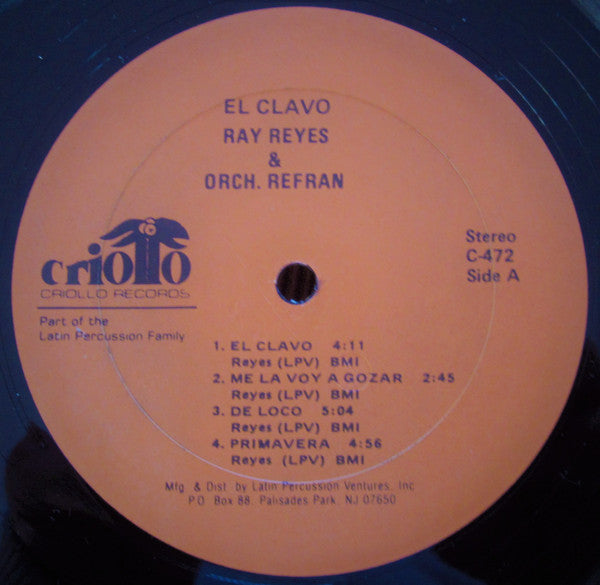 EL CLAVO
RAY REYES
&
ORCH. REFRAN
criollo
CRIOLLO RECORDS
Part of the
Latin Percussion Family
Stereo
C-472
Side A
1. EL CLAVO 4:11
Reyes (LPV) BMI
2. ME LA VOY A GOZAR 2:45
Reyes (LPV) BMI
3. DE LOCO 5:04
Reyes (LPV) BMI
4. PRIMAVERA 4:56
Reyes (LPV) BMI
Mfg. & Dist. by Latin Percussion Ventures, Inc
P.O. Box 88, Palisades Park, NJ 07650